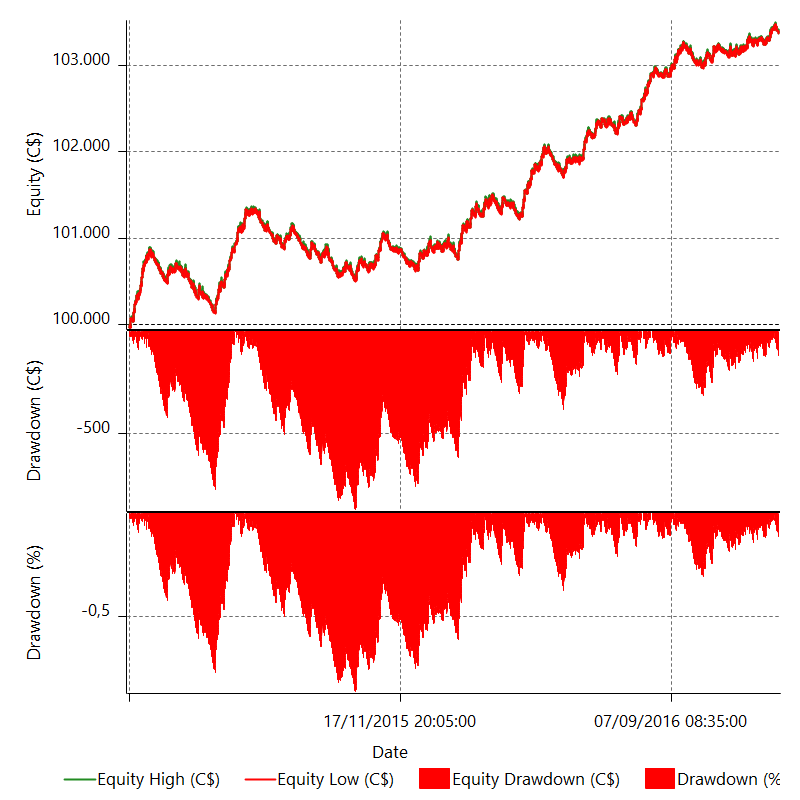 103.000
102.000
101.000
100.000
Equity (C$)
-500
Drawdown (C$)
-0,5
Drawdown (%)
17/11/2015 20:05:00 07/09/2016 08:35:00
Date
Equity High (C$) Equity Low (C$) Equity Drawdown (C$) Drawdown (%